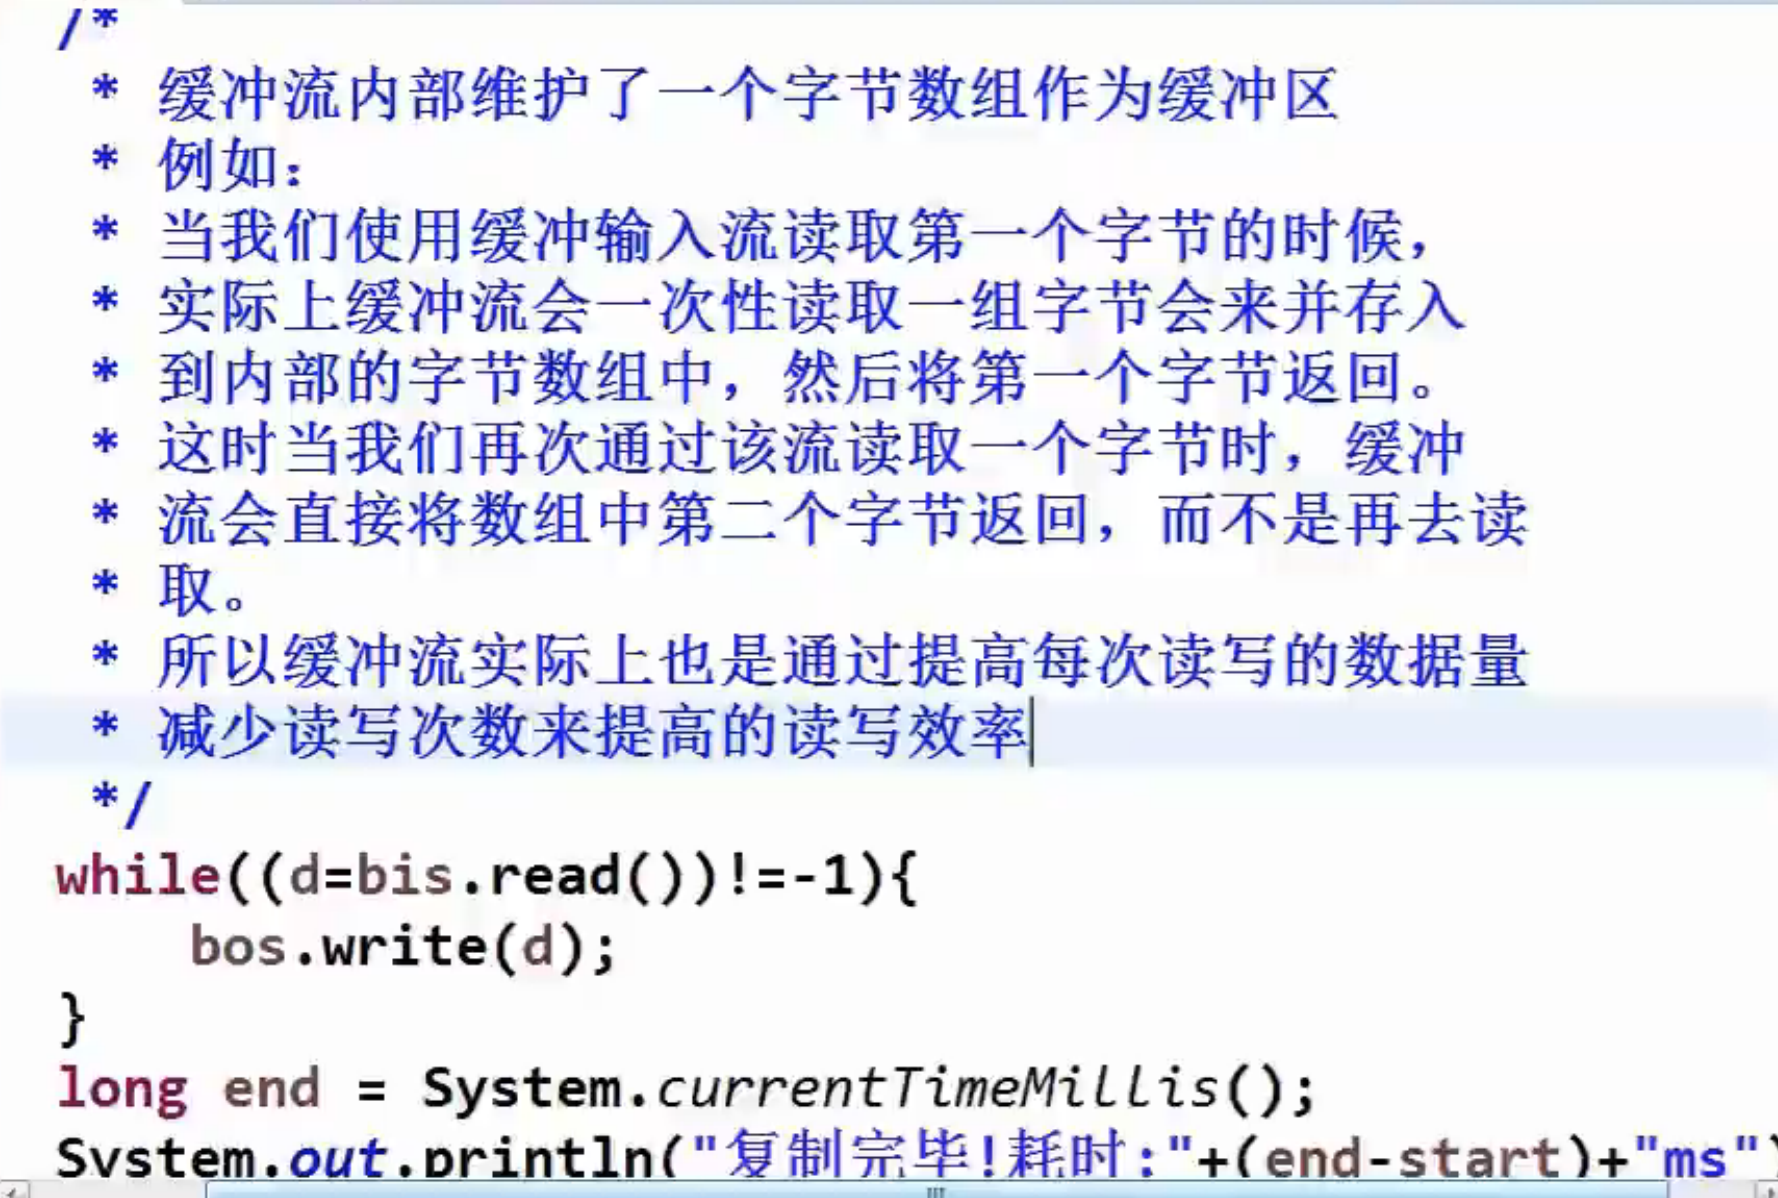 /*
* 缓冲流内部维护了一个字节数组作为缓冲区
* 例如:
* 当我们使用缓冲输入流读取第一个字节的时候，
* 实际上缓冲流会一次性读取一组字节会来并存入
* 到内部的字节数组中，然后将第一个字节返回。
* 这时当我们再次通过该流读取一个字节时，缓冲
* 流会直接将数组中第二个字节返回，而不是再去读
* 取。
* 所以缓冲流实际上也是通过提高每次读写的数据量
* 减少读写次数来提高的读写效率
*/
while((d=bis.read())!=-1){
bos.write(d);
}
long end = System.currentTimeMillis();
System.out.println("复制完毕!耗时:"+(end-start)+"ms")